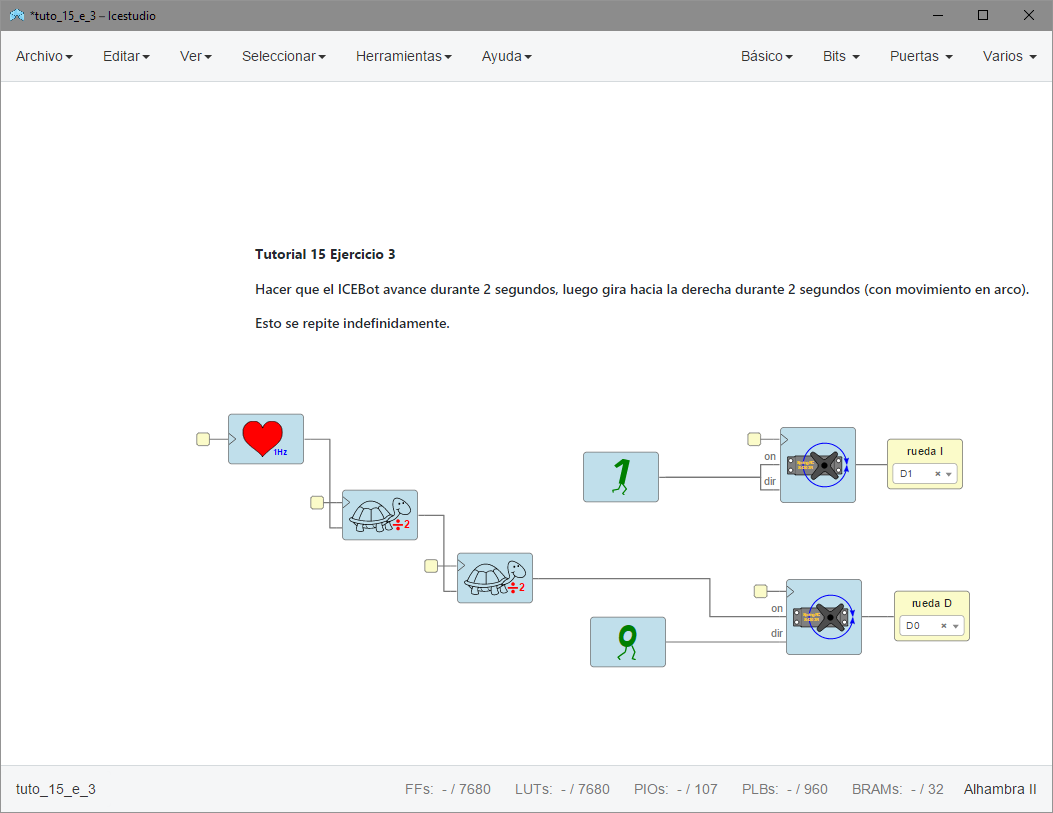 *tuto_15_e_3 – Icestudio
Archivo Editar Ver Seleccionar Herramientas Ayuda Básico Bits Puertas Varios
Tutorial 15 Ejercicio 3
Hacer que el ICEBot avance durante 2 segundos, luego gira hacia la derecha durante 2 segundos (con movimiento en arco).
Esto se repite indefinidamente.
1Hz
÷2
÷2
1
on
dir
rueda I
D1
0
on
dir
rueda D
D0
tuto_15_e_3 FFs: - / 7680 LUTs: - / 7680 PIOs: - / 107 PLBs: - / 960 BRAMs: - / 32 Alhambra II